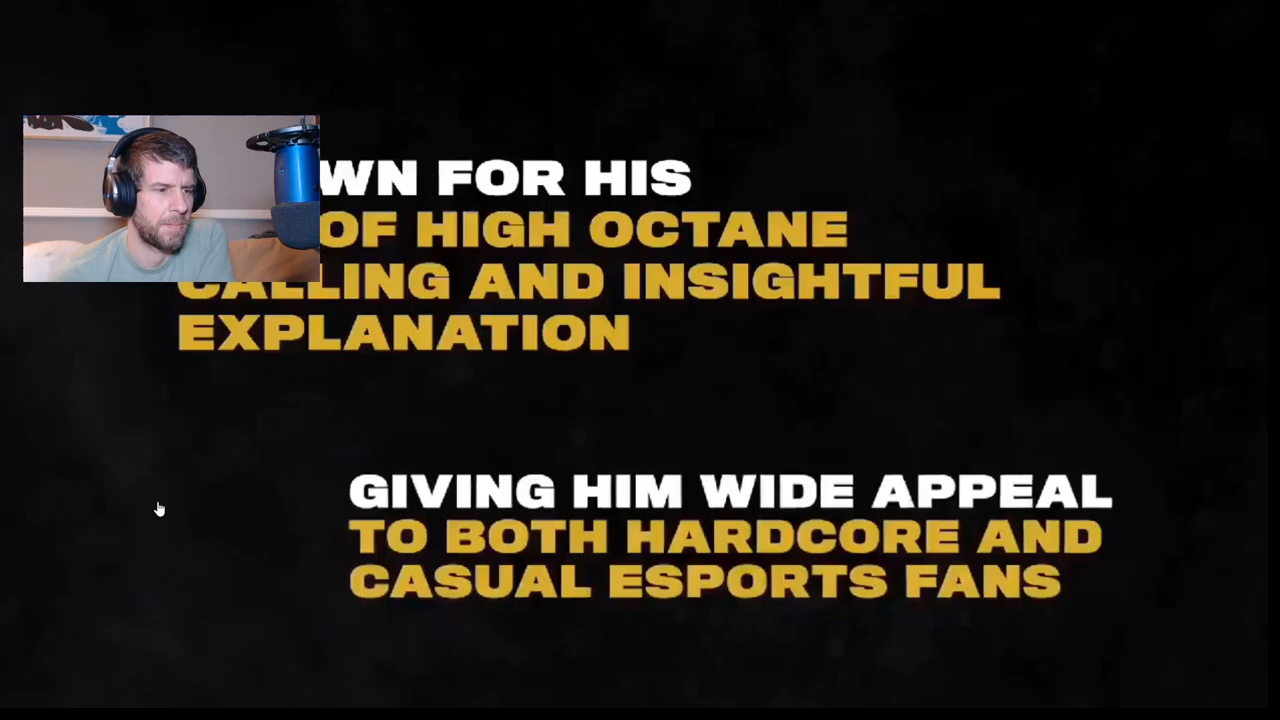 FOR HIS
OF HIGH OCTANE
CALLING AND INSIGHTFUL
EXPLANATION
GIVING HIM WIDE APPEAL
TO BOTH HARDCORE AND
CASUAL ESPORTS FANS